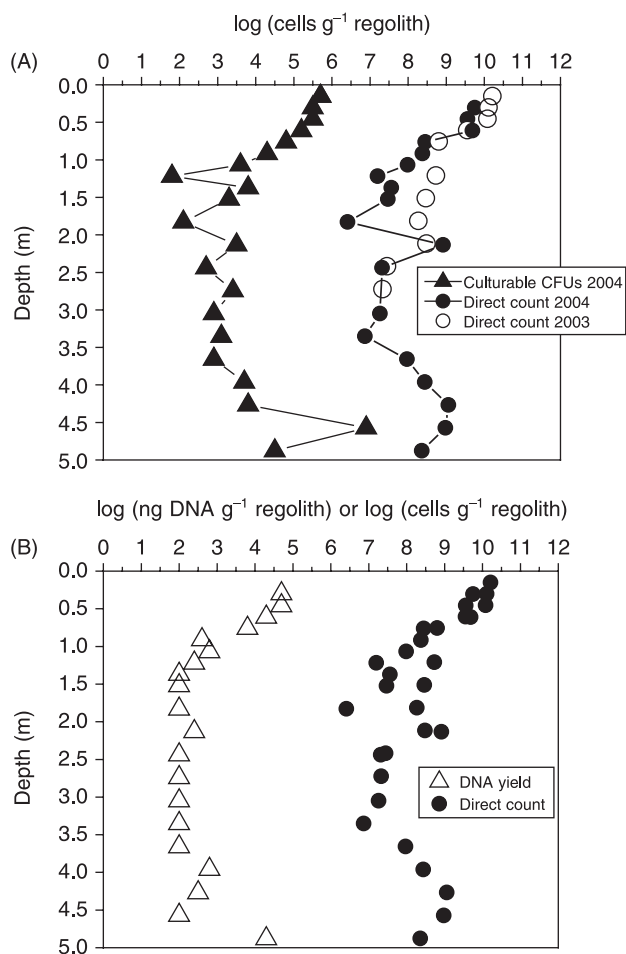 log (cells g⁻¹ regolith)
(A)
0 1 2 3 4 5 6 7 8 9 10 11 12
0.0
0.5
1.0
1.5
2.0
2.5
3.0
3.5
4.0
4.5
5.0
Depth (m)
Culturable CFUs 2004
Direct count 2004
Direct count 2003
log (ng DNA g⁻¹ regolith) or log (cells g⁻¹ regolith)
(B)
0 1 2 3 4 5 6 7 8 9 10 11 12
0.0
0.5
1.0
1.5
2.0
2.5
3.0
3.5
4.0
4.5
5.0
Depth (m)
DNA yield
Direct count